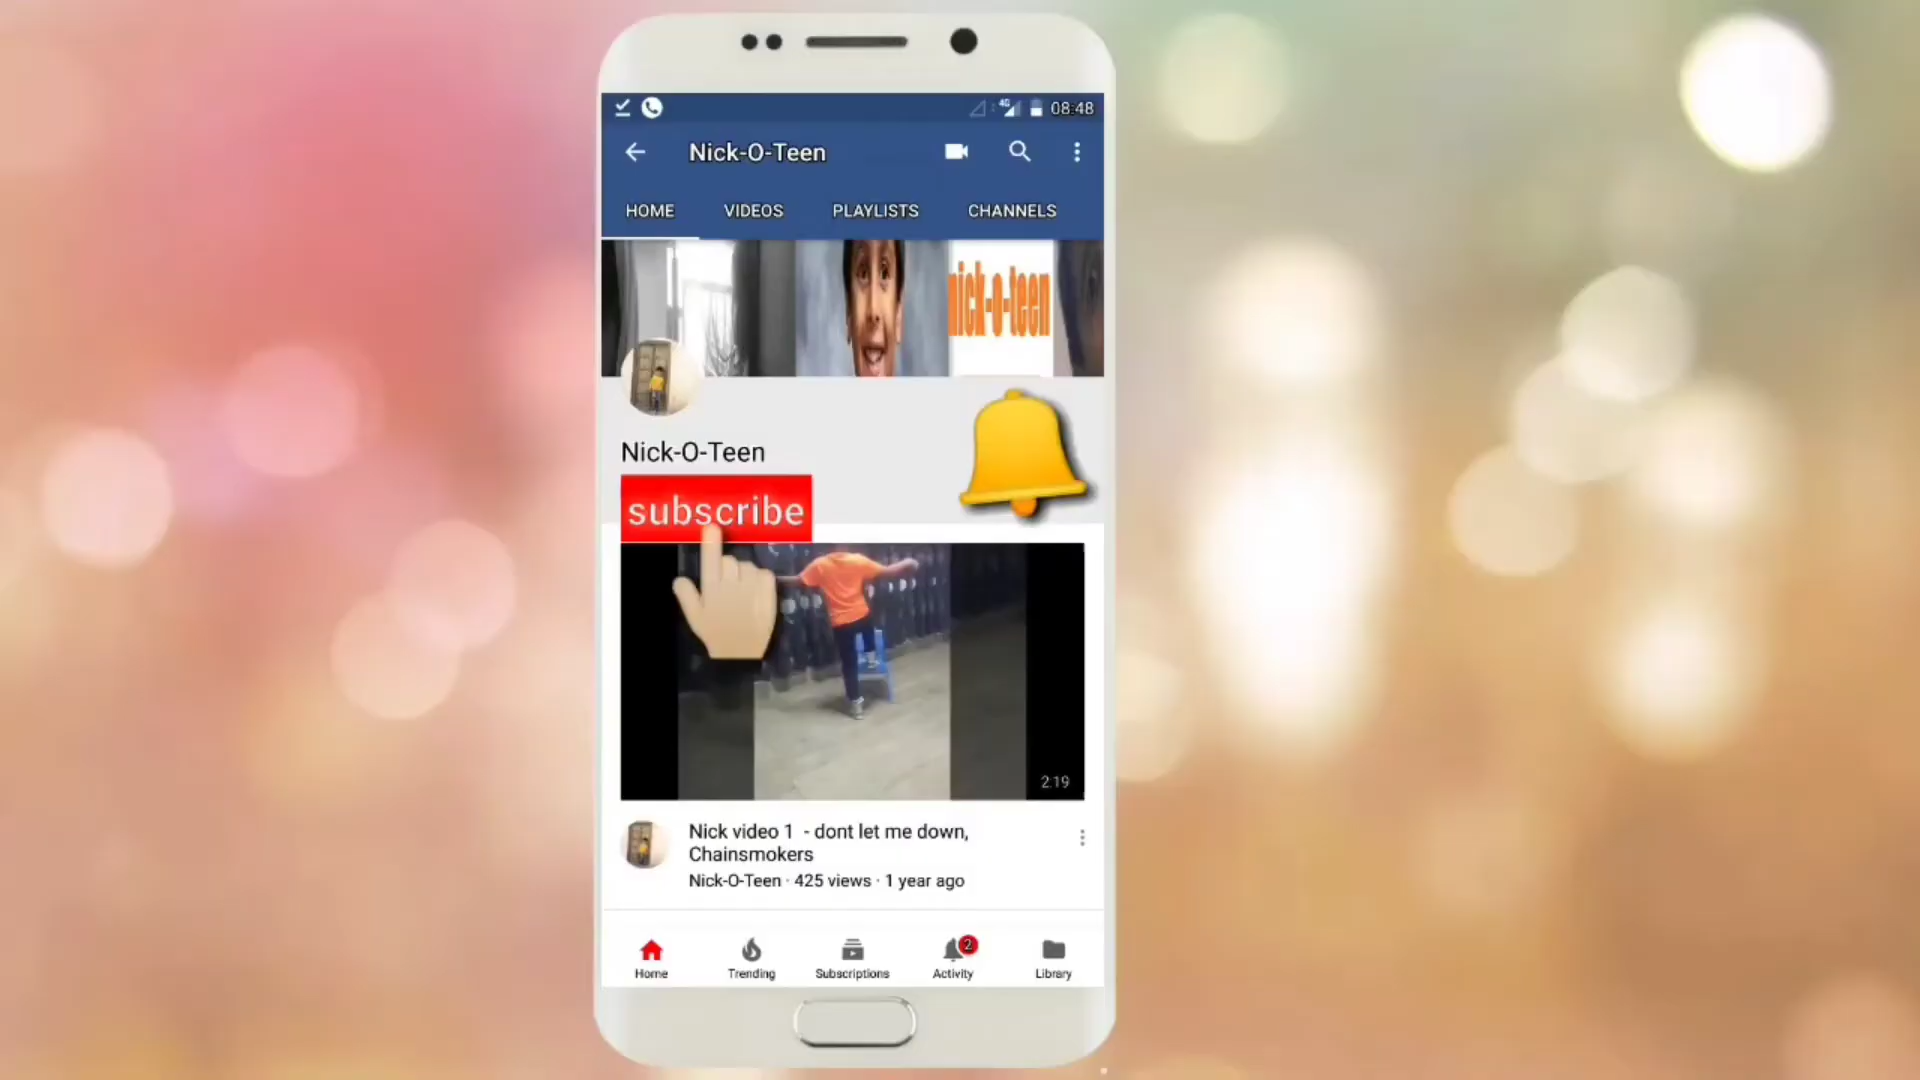 4G 08:48
Nick-O-Teen
HOME VIDEOS PLAYLISTS CHANNELS
nick-o-teen
Nick-O-Teen
subscribe
2:19
Nick video 1 - dont let me down,
Chainsmokers
Nick-O-Teen · 425 views · 1 year ago
2
Home Trending Subscriptions Activity Library